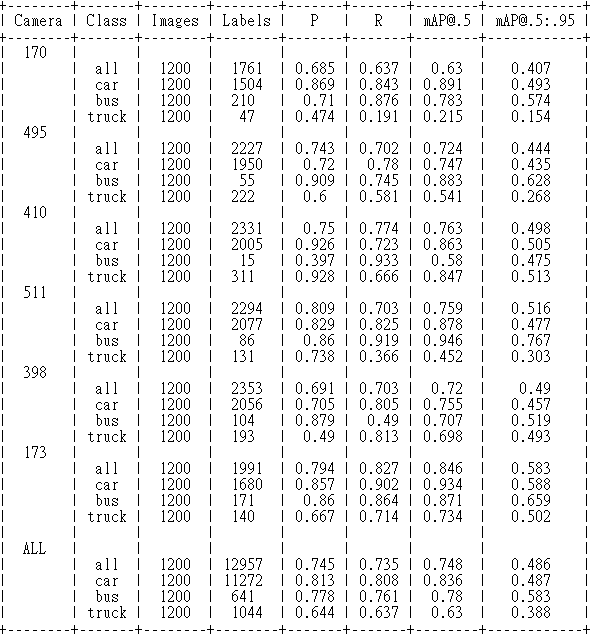 +--------+-------+--------+--------+-------+-------+--------+------------+
| Camera | Class | Images | Labels | P | R | mAP@.5 | mAP@.5:.95 |
+--------+-------+--------+--------+-------+-------+--------+------------+
| 170 | | | | | | | |
| | all | 1200 | 1761 | 0.685 | 0.637 | 0.63 | 0.407 |
| | car | 1200 | 1504 | 0.869 | 0.843 | 0.891 | 0.493 |
| | bus | 1200 | 210 | 0.71 | 0.876 | 0.783 | 0.574 |
| | truck | 1200 | 47 | 0.474 | 0.191 | 0.215 | 0.154 |
| 495 | | | | | | | |
| | all | 1200 | 2227 | 0.743 | 0.702 | 0.724 | 0.444 |
| | car | 1200 | 1950 | 0.72 | 0.78 | 0.747 | 0.435 |
| | bus | 1200 | 55 | 0.909 | 0.745 | 0.883 | 0.628 |
| | truck | 1200 | 222 | 0.6 | 0.581 | 0.541 | 0.268 |
| 410 | | | | | | | |
| | all | 1200 | 2331 | 0.75 | 0.774 | 0.763 | 0.498 |
| | car | 1200 | 2005 | 0.926 | 0.723 | 0.863 | 0.505 |
| | bus | 1200 | 15 | 0.397 | 0.933 | 0.58 | 0.475 |
| | truck | 1200 | 311 | 0.928 | 0.666 | 0.847 | 0.513 |
| 511 | | | | | | | |
| | all | 1200 | 2294 | 0.809 | 0.703 | 0.759 | 0.516 |
| | car | 1200 | 2077 | 0.829 | 0.825 | 0.878 | 0.477 |
| | bus | 1200 | 86 | 0.86 | 0.919 | 0.946 | 0.767 |
| | truck | 1200 | 131 | 0.738 | 0.366 | 0.452 | 0.303 |
| 398 | | | | | | | |
| | all | 1200 | 2353 | 0.691 | 0.703 | 0.72 | 0.49 |
| | car | 1200 | 2056 | 0.705 | 0.805 | 0.755 | 0.457 |
| | bus | 1200 | 104 | 0.879 | 0.49 | 0.707 | 0.519 |
| | truck | 1200 | 193 | 0.49 | 0.813 | 0.698 | 0.493 |
| 173 | | | | | | | |
| | all | 1200 | 1991 | 0.794 | 0.827 | 0.846 | 0.583 |
| | car | 1200 | 1680 | 0.857 | 0.902 | 0.934 | 0.588 |
| | bus | 1200 | 171 | 0.86 | 0.864 | 0.871 | 0.659 |
| | truck | 1200 | 140 | 0.667 | 0.714 | 0.734 | 0.502 |
| | | | | | | | |
| ALL | | | | | | | |
| | all | 1200 | 12957 | 0.745 | 0.735 | 0.748 | 0.486 |
| | car | 1200 | 11272 | 0.813 | 0.808 | 0.836 | 0.487 |
| | bus | 1200 | 641 | 0.778 | 0.761 | 0.78 | 0.583 |
| | truck | 1200 | 1044 | 0.644 | 0.637 | 0.63 | 0.388 |
+--------+-------+--------+--------+-------+-------+--------+------------+